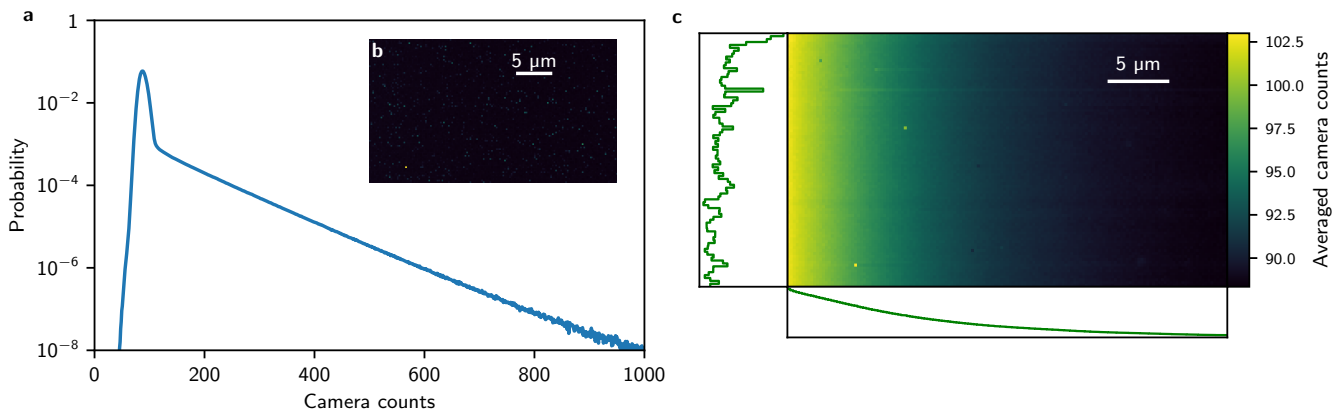 a
1
10⁻²
10⁻⁴
10⁻⁶
10⁻⁸
Probability
0
200
400
600
800
1000
Camera counts
b
5 μm
c
5 μm
102.5
100.0
97.5
95.0
92.5
90.0
Averaged camera counts